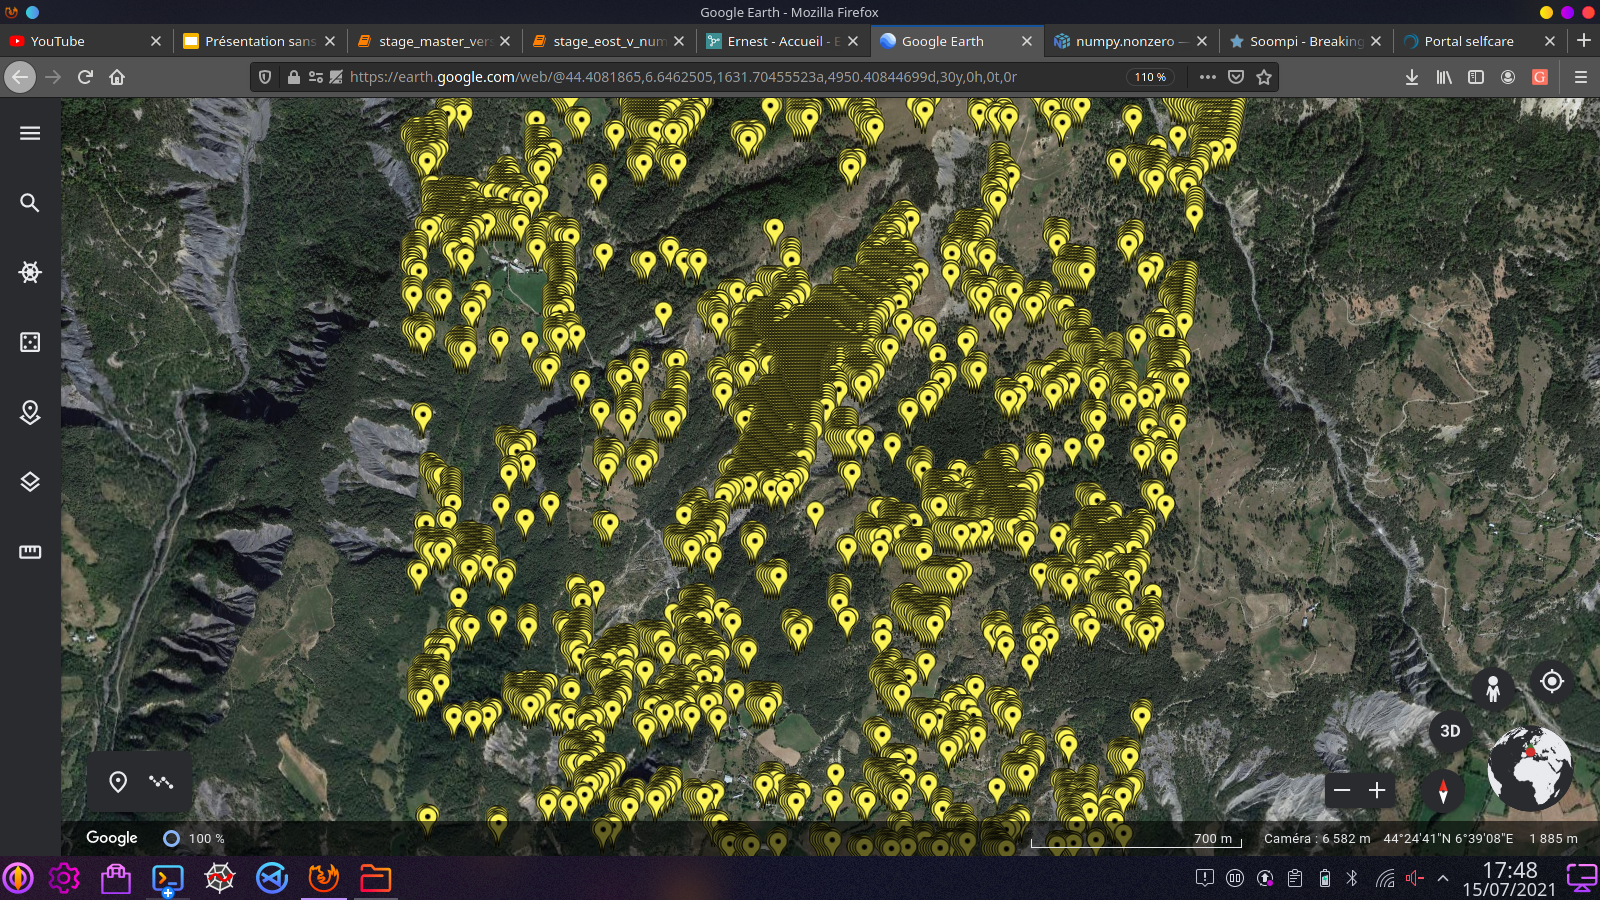 Google Earth - Mozilla Firefox
YouTube
Présentation sans
stage_master_vers
stage_eost_v_num
Ernest - Accueil - E
Google Earth
numpy.nonzero —
Soompi - Breaking
Portal selfcare
https://earth.google.com/web/@44.4081865,6.6462505,1631.70455523a,4950.40844699d,30y,0h,0t,0r
110 %
G
3D
Google
100 %
700 m
Caméra : 6 582 m
44°24'41"N 6°39'08"E
1 885 m
17:48
15/07/2021